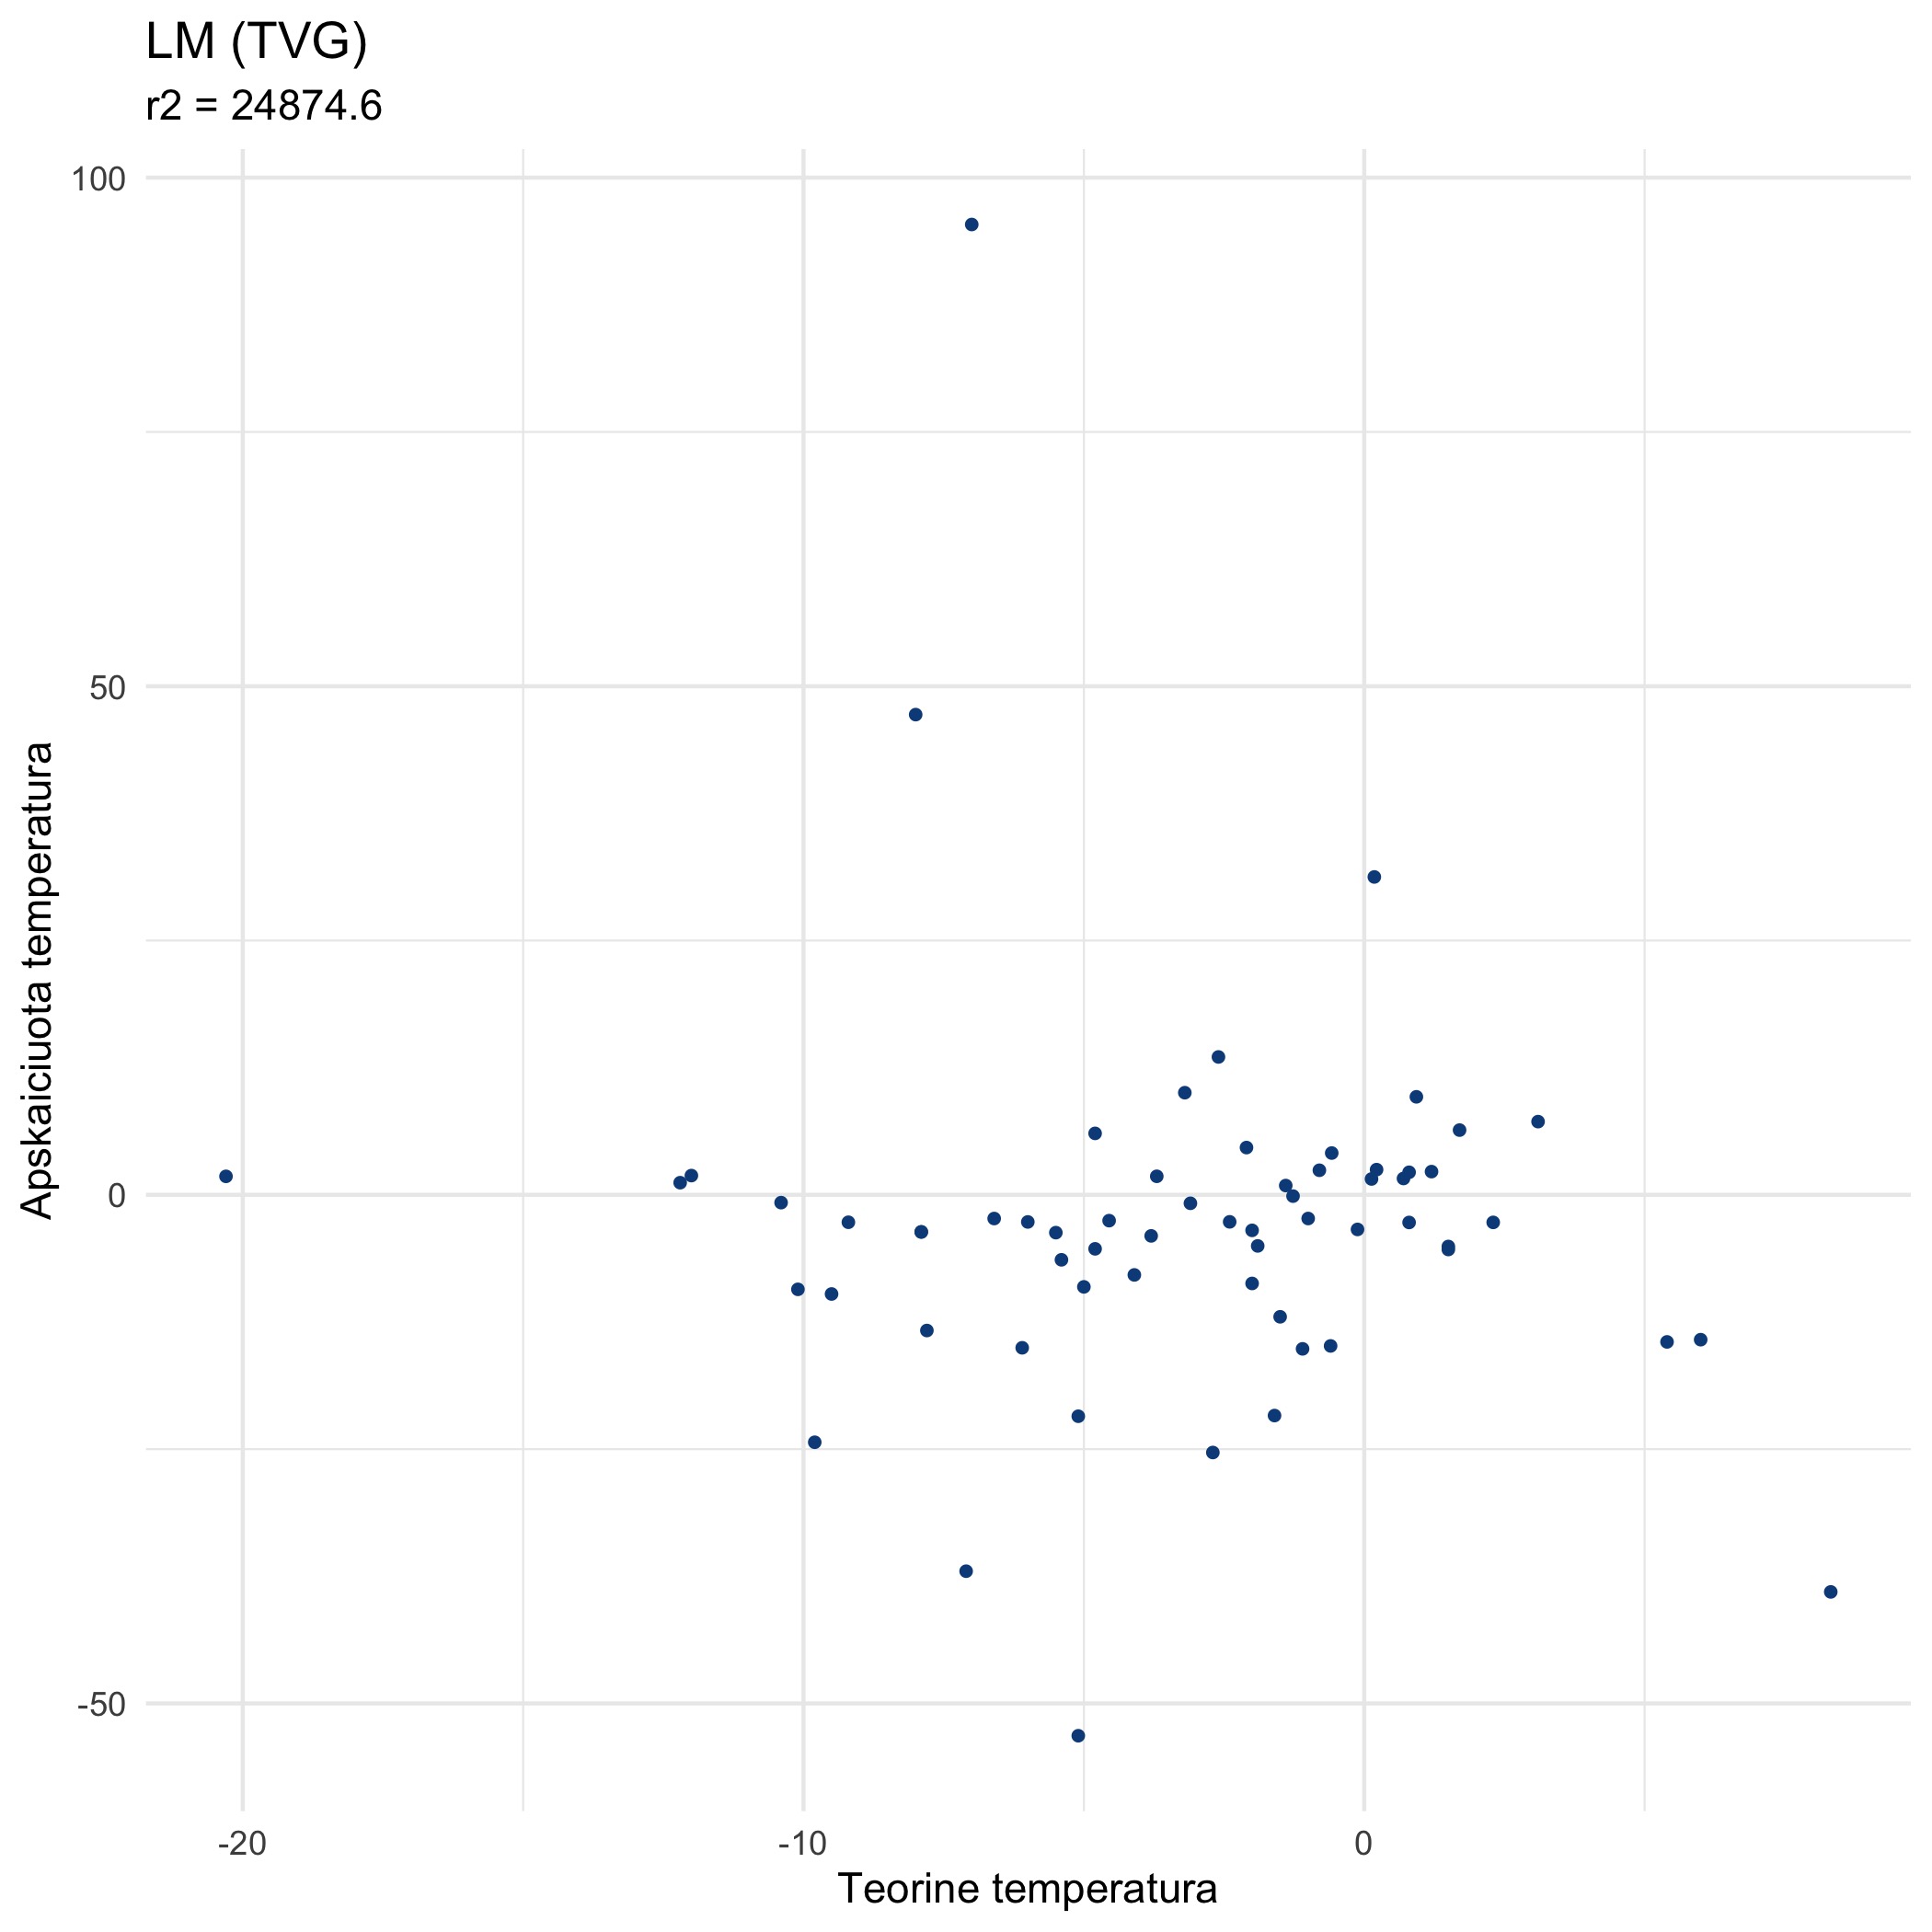 LM (TVG)
r2 = 24874.6
100
50
0
-50
Apskaiciuota temperatura
-20
-10
0
Teorine temperatura